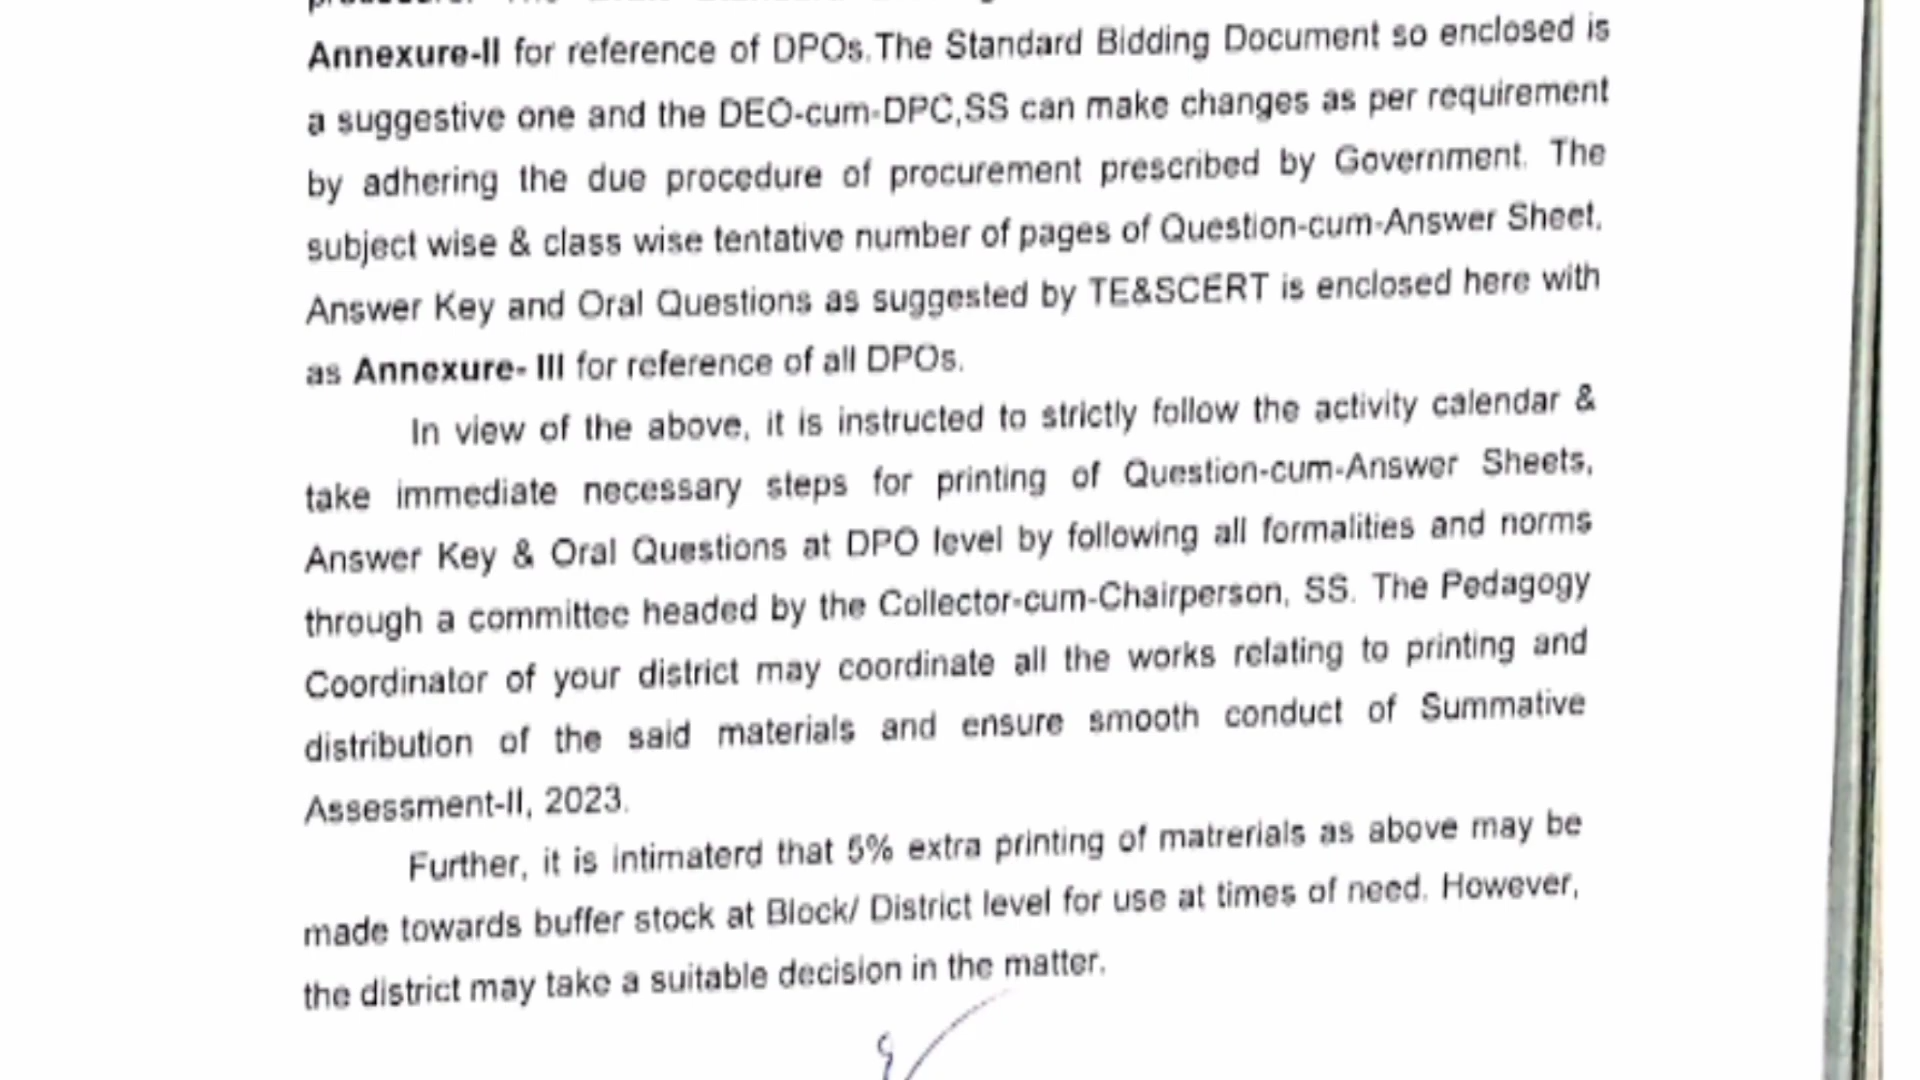 Annexure-II for reference of DPOs.The Standard Bidding Document so enclosed is
a suggestive one and the DEO-cum-DPC,SS can make changes as per requirement
by adhering the due procedure of procurement prescribed by Government. The
subject wise & class wise tentative number of pages of Question-cum-Answer Sheet,
Answer Key and Oral Questions as suggested by TE&SCERT is enclosed here with
as Annexure- III for reference of all DPOs.
In view of the above, it is instructed to strictly follow the activity calendar &
take immediate necessary steps for printing of Question-cum-Answer Sheets,
Answer Key & Oral Questions at DPO level by following all formalities and norms
through a committee headed by the Collector-cum-Chairperson, SS. The Pedagogy
Coordinator of your district may coordinate all the works relating to printing and
distribution of the said materials and ensure smooth conduct of Summative
Assessment-II, 2023.
Further, it is intimaterd that 5% extra printing of matrerials as above may be
made towards buffer stock at Block/ District level for use at times of need. However,
the district may take a suitable decision in the matter.